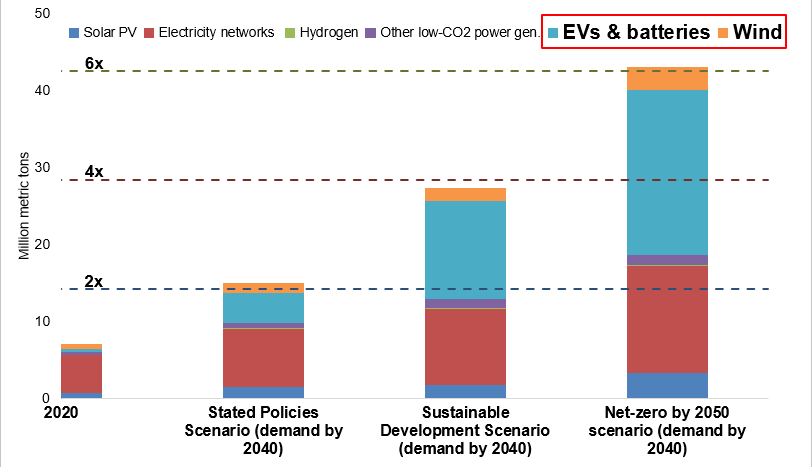 50
Solar PV Electricity networks Hydrogen Other low-CO2 power gen. EVs & batteries Wind
6x
40
30
4x
Million metric tons
20
2x
10
0
2020
Stated Policies
Scenario (demand by
2040)
Sustainable
Development Scenario
(demand by 2040)
Net-zero by 2050
scenario (demand by
2040)